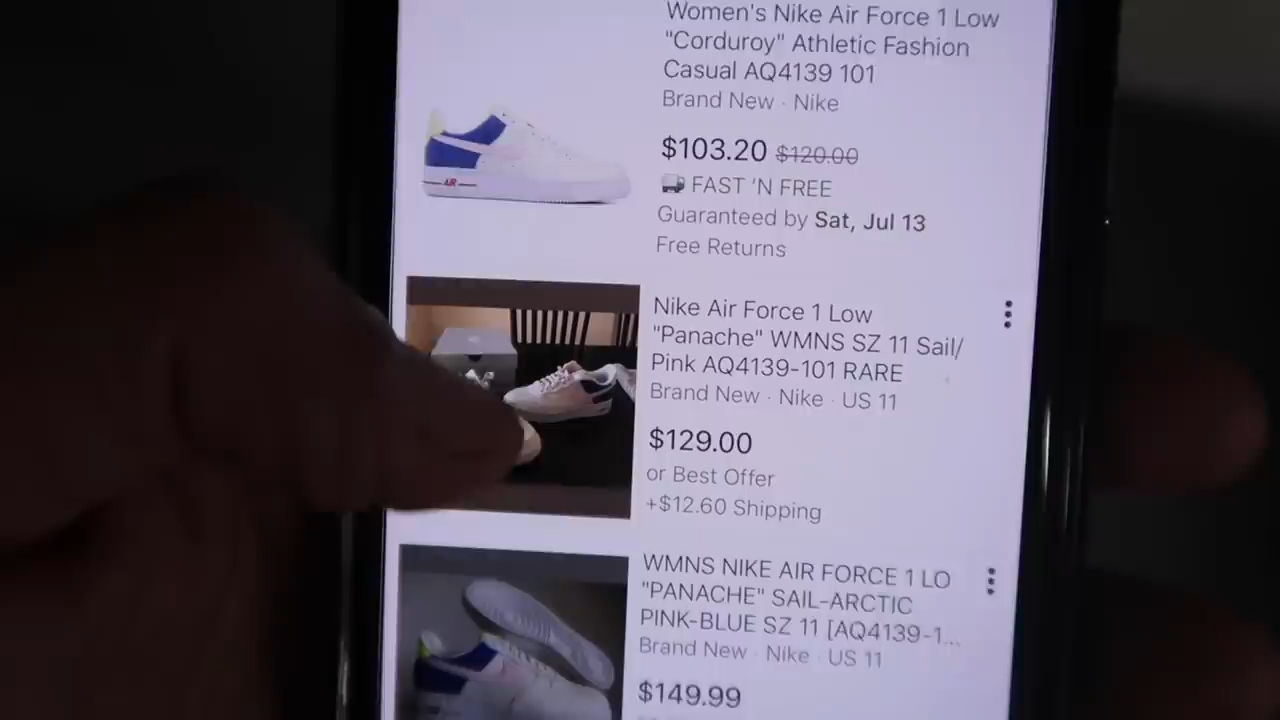 Women's Nike Air Force 1 Low
"Corduroy" Athletic Fashion
Casual AQ4139 101
Brand New · Nike
$103.20 $120.00
FAST 'N FREE
Guaranteed by Sat, Jul 13
Free Returns
AIR
Nike Air Force 1 Low
"Panache" WMNS SZ 11 Sail/
Pink AQ4139-101 RARE
Brand New · Nike · US 11
$129.00
or Best Offer
+$12.60 Shipping
WMNS NIKE AIR FORCE 1 LO
"PANACHE" SAIL-ARCTIC
PINK-BLUE SZ 11 [AQ4139-1...
Brand New · Nike · US 11
$149.99